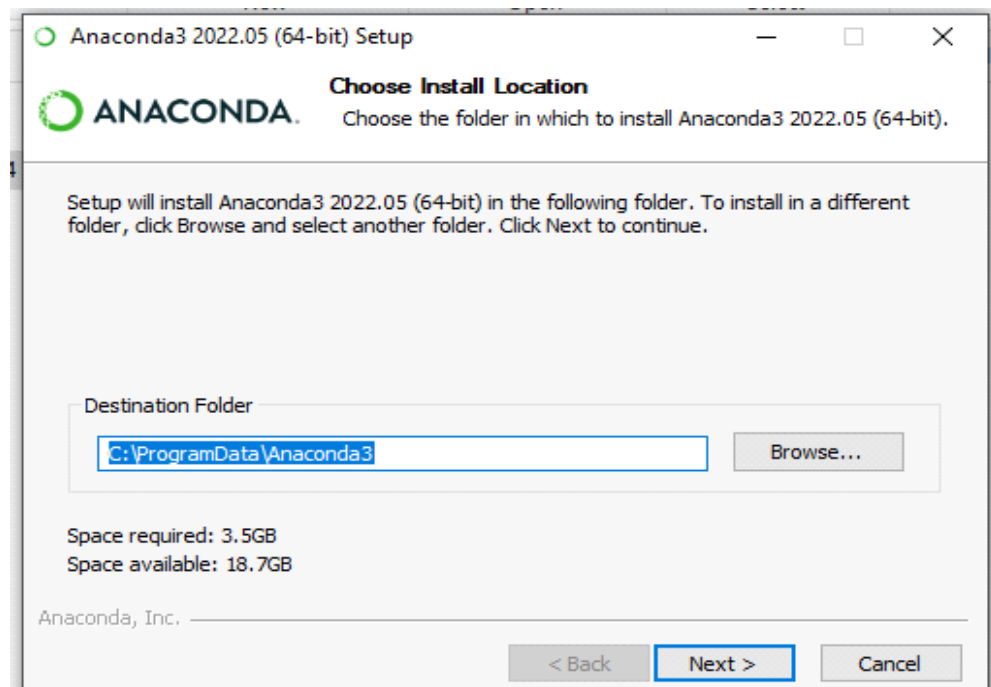 Anaconda3 2022.05 (64-bit) Setup
ANACONDA.
Choose Install Location
Choose the folder in which to install Anaconda3 2022.05 (64-bit).
Setup will install Anaconda3 2022.05 (64-bit) in the following folder. To install in a different
folder, click Browse and select another folder. Click Next to continue.
Destination Folder
C:\ProgramData\Anaconda3
Browse...
Space required: 3.5GB
Space available: 18.7GB
Anaconda, Inc.
< Back
Next >
Cancel